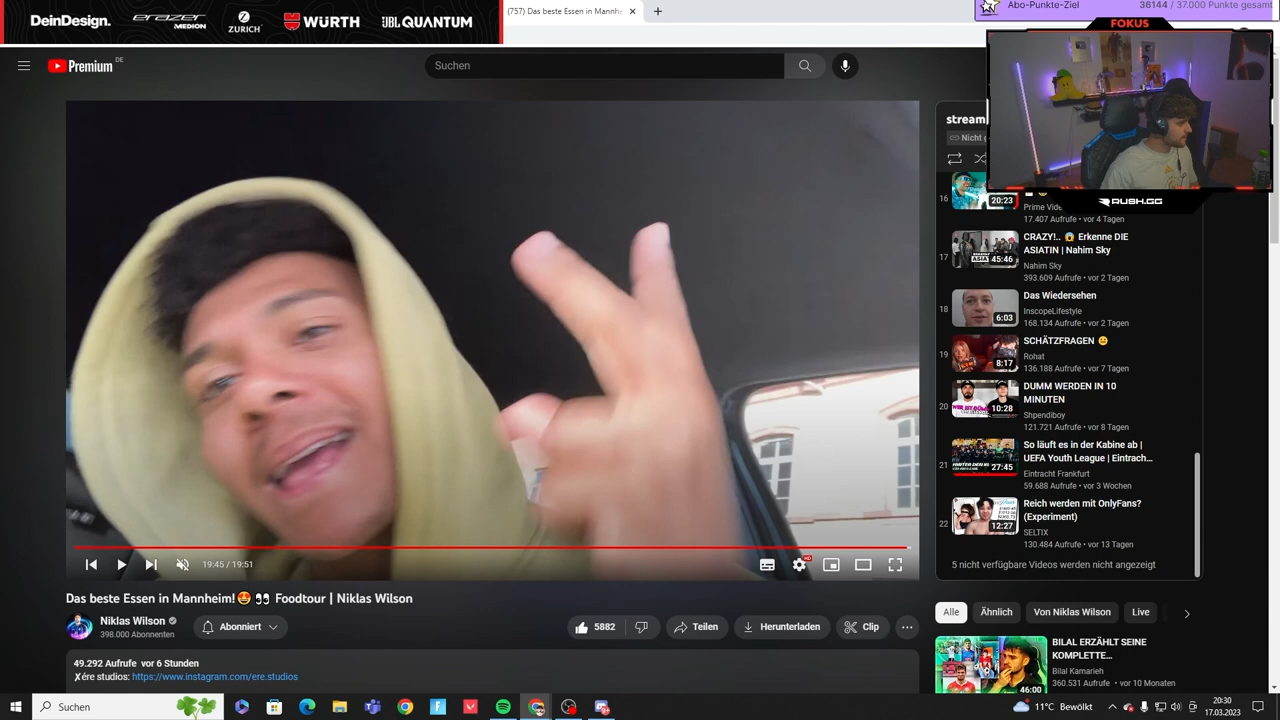 DeinDesign.
erazer
MEDION
ZURICH
WÜRTH
JBL QUANTUM
(757) Das beste Essen in Mannhe
Abo-Punkte-Ziel
36144 / 37.000 Punkte gesamt
FOKUS
Premium
DE
Suchen
stream
Nicht
RUSH.GG
16
20:23
Prime Vide
17.407 Aufrufe • vor 4 Tagen
17
45:46
CRAZY!.. 😱 Erkenne DIE
ASIATIN | Nahim Sky
Nahim Sky
393.609 Aufrufe • vor 2 Tagen
18
6:03
Das Wiedersehen
InscopeLifestyle
168.134 Aufrufe • vor 2 Tagen
19
8:17
SCHÄTZFRAGEN
Rohat
136.188 Aufrufe • vor 7 Tagen
20
10:28
DUMM WERDEN IN 10
MINUTEN
Shpendiboy
121.721 Aufrufe • vor 8 Tagen
21
27:45
So läuft es in der Kabine ab |
UEFA Youth League | Eintrach...
Eintracht Frankfurt
59.688 Aufrufe • vor 3 Wochen
22
12:27
Reich werden mit OnlyFans?
(Experiment)
SELTIX
130.484 Aufrufe • vor 13 Tagen
5 nicht verfügbare Videos werden nicht angezeigt
19:45 / 19:51
HD
Das beste Essen in Mannheim!🤩 👀 Foodtour | Niklas Wilson
Niklas Wilson
398.000 Abonnenten
Abonniert
5882
Teilen
Herunterladen
Clip
49.292 Aufrufe vor 6 Stunden
Xére studios: https://www.instagram.com/ere.studios
Alle
Ähnlich
Von Niklas Wilson
Live
46:00
BILAL ERZÄHLT SEINE
KOMPLETTE...
Bilal Kamarieh
360.531 Aufrufe • vor 10 Monaten
Suchen
11°C Bewölkt
20:30
17.03.2023